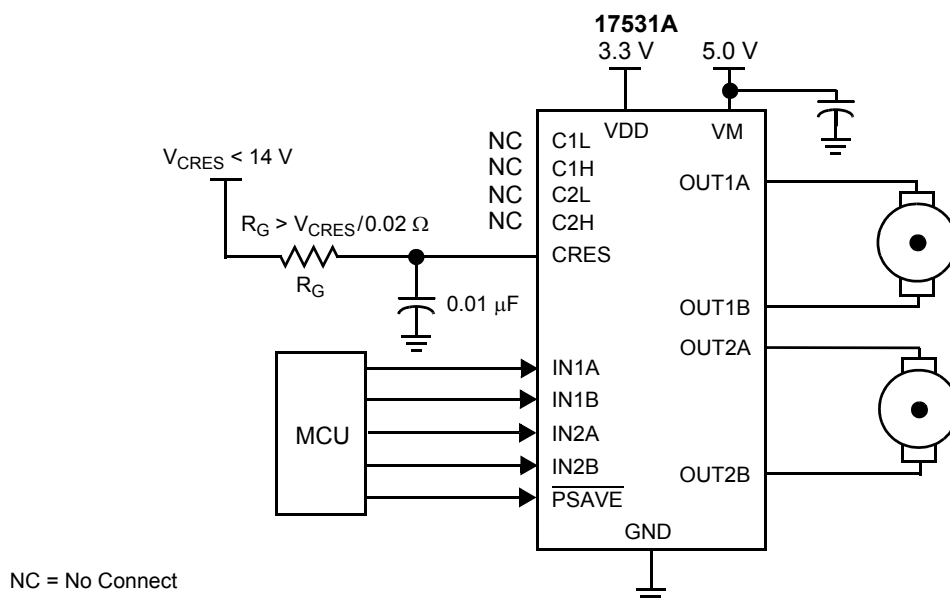 17531A
3.3 V
5.0 V
VDD
VM
NC
C1L
NC
C1H
NC
C2L
NC
C2H
CRES
V_CRES < 14 V
R_G > V_CRES/0.02 Ω
R_G
0.01 μF
OUT1A
OUT1B
OUT2A
OUT2B
MCU
IN1A
IN1B
IN2A
IN2B
PSAVE
GND
NC = No Connect